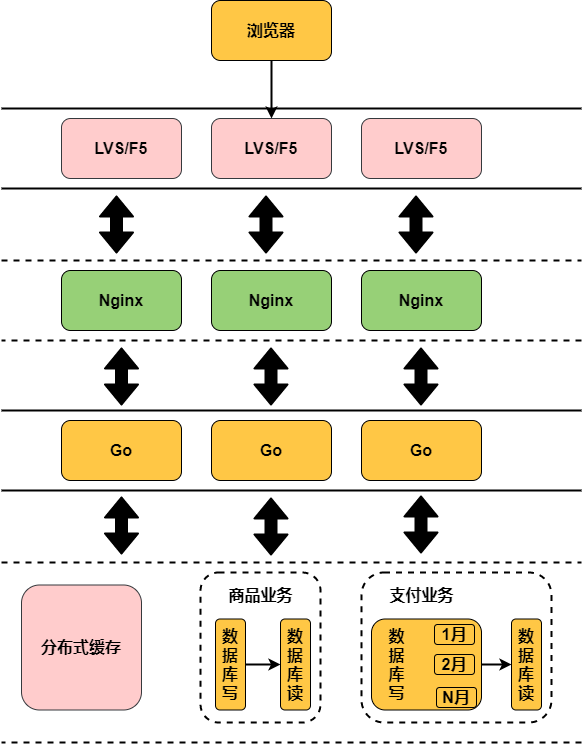 浏览器
LVS/F5
LVS/F5
LVS/F5
Nginx
Nginx
Nginx
Go
Go
Go
分布式缓存
商品业务
数据库写
数据库读
支付业务
数据库写
1月
2月
N月
数据库读